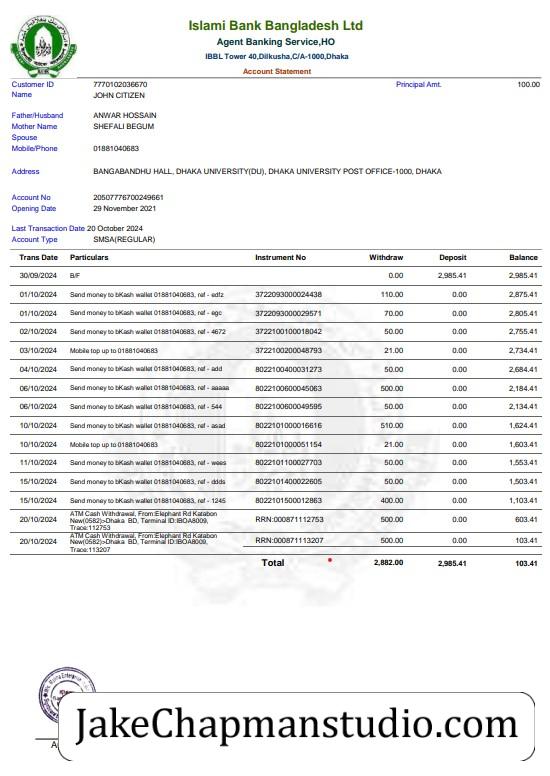 Islami Bank Bangladesh Ltd
Agent Banking Service,HO
IBBL Tower 40,Dilkusha,C/A-1000,Dhaka
Account Statement
Customer ID 7770102036670 Principal Amt. 100.00
Name JOHN CITIZEN
Father/Husband ANWAR HOSSAIN
Mother Name SHEFALI BEGUM
Spouse
Mobile/Phone 01881040683
Address BANGABANDHU HALL, DHAKA UNIVERSITY(DU), DHAKA UNIVERSITY POST OFFICE-1000, DHAKA
Account No 20507776700249661
Opening Date 29 November 2021
Last Transaction Date 20 October 2024
Account Type SMSA(REGULAR)
Trans Date Particulars Instrument No Withdraw Deposit Balance
30/09/2024 B/F 0.00 2,985.41 2,985.41
01/10/2024 Send money to bKash wallet 01881040683, ref - edfz 3722093000024438 110.00 0.00 2,875.41
01/10/2024 Send money to bKash wallet 01881040683, ref - egc 3722093000029571 70.00 0.00 2,805.41
02/10/2024 Send money to bKash wallet 01881040683, ref - 4672 3722100100018042 50.00 0.00 2,755.41
03/10/2024 Mobile top up to 01881040683 3722100200048793 21.00 0.00 2,734.41
04/10/2024 Send money to bKash wallet 01881040683, ref - add 8022100400031273 50.00 0.00 2,684.41
06/10/2024 Send money to bKash wallet 01881040683, ref - aaaaa 8022100600045063 500.00 0.00 2,184.41
06/10/2024 Send money to bKash wallet 01881040683, ref - 544 8022100600049595 50.00 0.00 2,134.41
10/10/2024 Send money to bKash wallet 01881040683, ref - asad 8022101000016616 510.00 0.00 1,624.41
10/10/2024 Mobile top up to 01881040683 8022101000051154 21.00 0.00 1,603.41
11/10/2024 Send money to bKash wallet 01881040683, ref - wees 8022101100027703 50.00 0.00 1,553.41
15/10/2024 Send money to bKash wallet 01881040683, ref - ddds 8022101400022605 50.00 0.00 1,503.41
15/10/2024 Send money to bKash wallet 01881040683, ref - 1245 8022101500012863 400.00 0.00 1,103.41
20/10/2024 ATM Cash Withdrawal, From:Elephant Rd Katabon RRN:000871112753 500.00 0.00 603.41
New(0582)>Dhaka BD, Terminal ID:IBOA8009,
Trace:112753
20/10/2024 ATM Cash Withdrawal, From:Elephant Rd Katabon RRN:000871113207 500.00 0.00 103.41
New(0582)>Dhaka BD, Terminal ID:IBOA8009,
Trace:113207
Total 2,882.00 2,985.41 103.41
JakeChapmanstudio.com